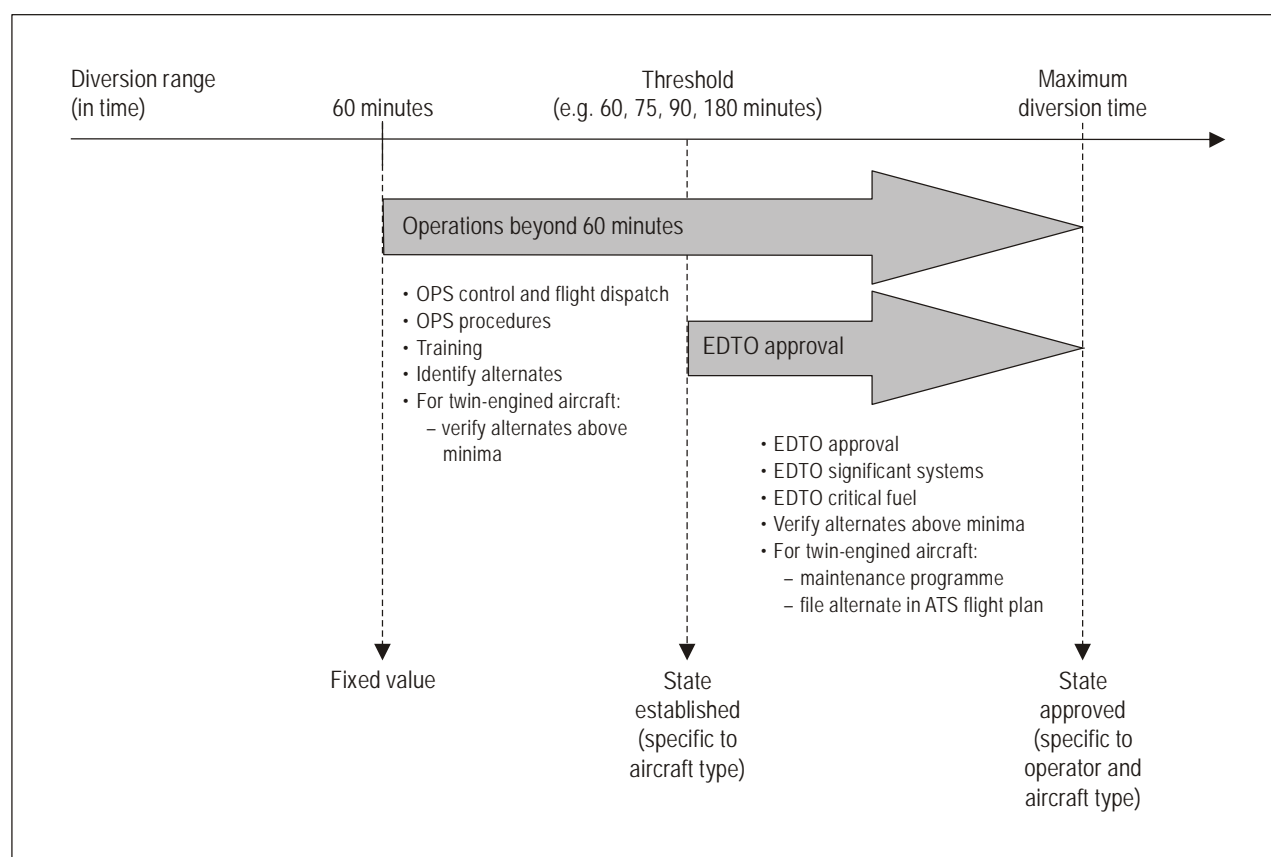 Diversion range
(in time)
60 minutes
Threshold
(e.g. 60, 75, 90, 180 minutes)
Maximum
diversion time
Operations beyond 60 minutes
• OPS control and flight dispatch
• OPS procedures
• Training
• Identify alternates
• For twin-engined aircraft:
– verify alternates above
minima
EDTO approval
• EDTO approval
• EDTO significant systems
• EDTO critical fuel
• Verify alternates above minima
• For twin-engined aircraft:
– maintenance programme
– file alternate in ATS flight plan
Fixed value
State
established
(specific to
aircraft type)
State
approved
(specific to
operator and
aircraft type)